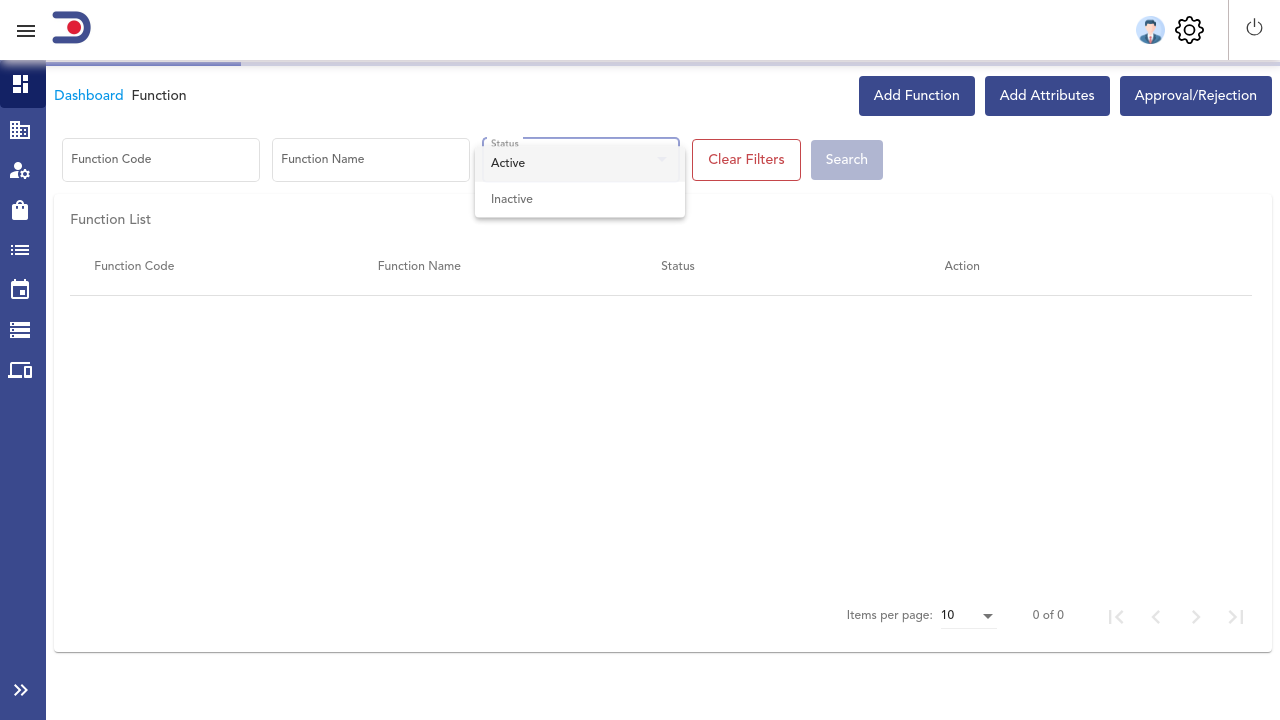 Dashboard Function
Add Function
Add Attributes
Approval/Rejection
Function Code
Function Name
Status
Active
Inactive
Clear Filters
Search
Function List
Function Code Function Name Status Action
Items per page: 10 0 of 0